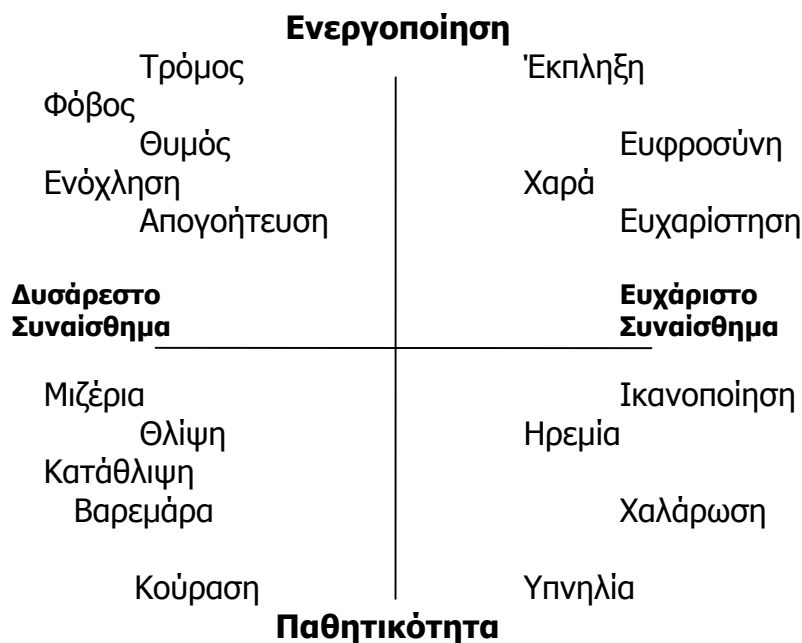 Ενεργοποίηση
Τρόμος Έκπληξη
Φόβος
Θυμός Ευφροσύνη
Ενόχληση Χαρά
Απογοήτευση Ευχαρίστηση
Δυσάρεστο Ευχάριστο
Συναίσθημα Συναίσθημα
Μιζέρια Ικανοποίηση
Θλίψη Ηρεμία
Κατάθλιψη
Βαρεμάρα Χαλάρωση
Κούραση Υπνηλία
Παθητικότητα